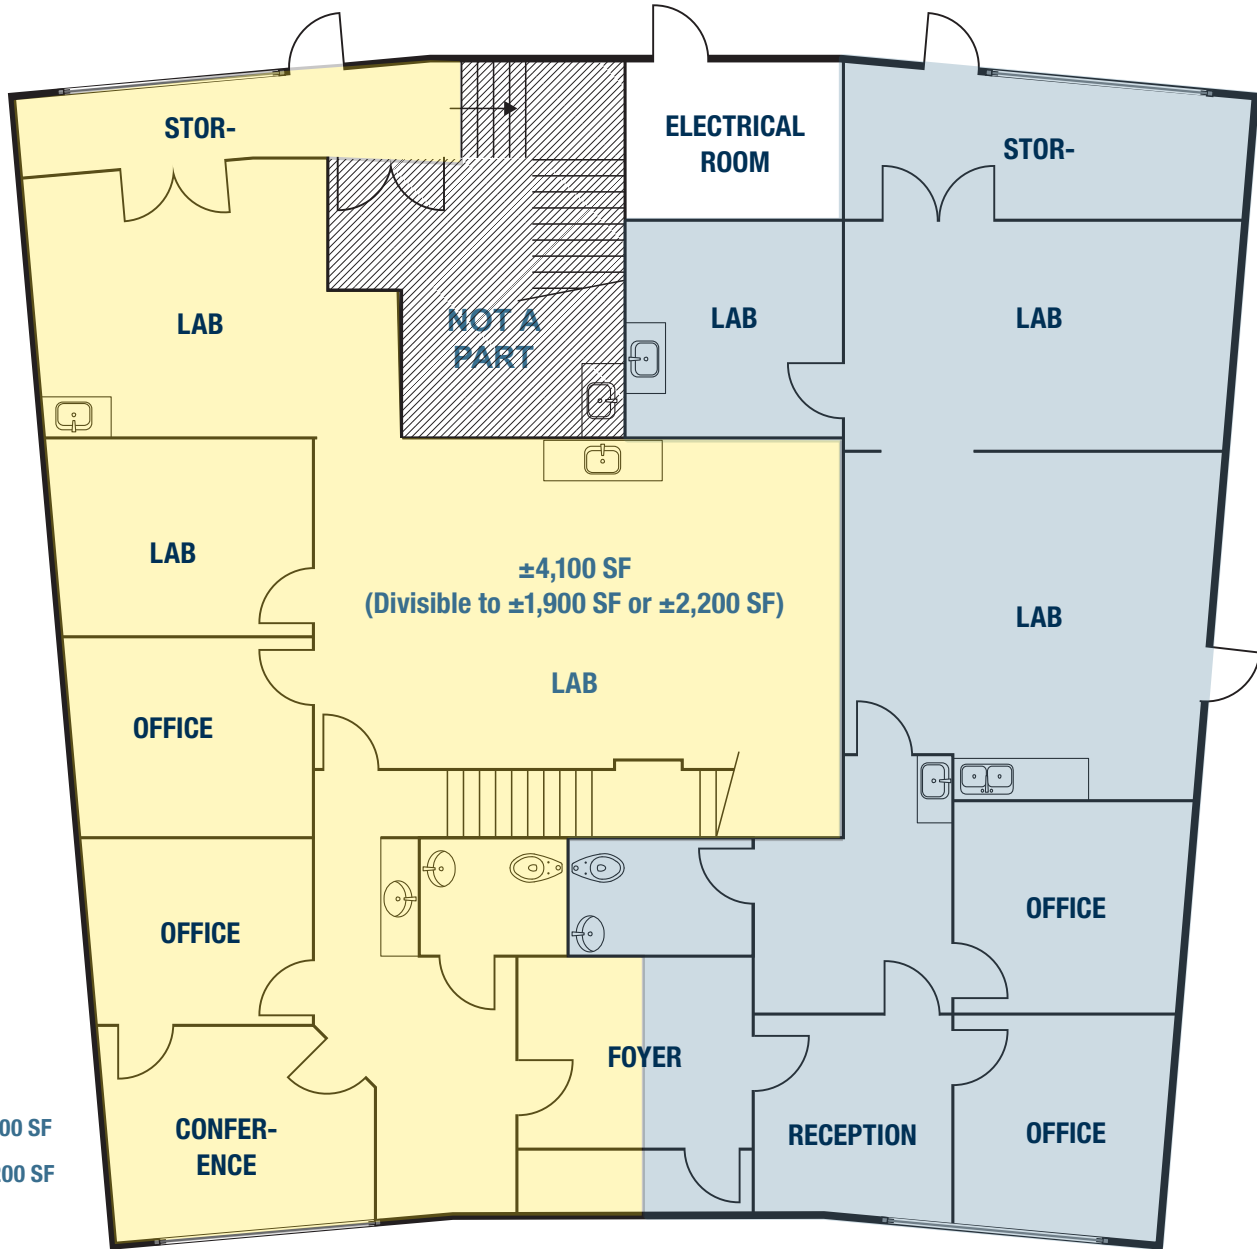 STOR-
ELECTRICAL
ROOM
STOR-
LAB
NOT A
PART
LAB
LAB
LAB
±4,100 SF
(Divisible to ±1,900 SF or ±2,200 SF)
LAB
LAB
OFFICE
OFFICE
OFFICE
FOYER
CONFER-
ENCE
RECEPTION
OFFICE
00 SF
00 SF